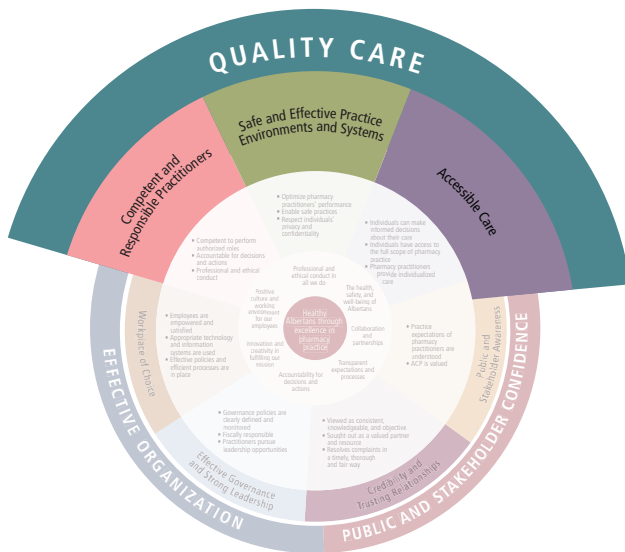 QUALITY CARE
Safe and Effective Practice
Environments and Systems
Competent and
Responsible Practitioners
Accessible Care
• Optimize pharmacy
practitioners' performance
• Enable safe practices
• Respect individuals'
privacy and
confidentiality
• Competent to perform
authorized roles
• Accountable for decisions
and actions
• Professional and ethical
conduct
• Individuals can make
informed decisions
about their care
• Individuals have access to
the full scope of pharmacy
practice
• Pharmacy practitioners
provide individualized
care
Professional and
ethical conduct in
all we do
Positive
culture and
working
environment
for our
employees
The health,
safety, and
well-being of
Albertans
Healthy
Albertans through
excellence in
pharmacy
practice
Collaboration
and
partnerships
Innovation and
creativity in
fulfilling our
mission
Transparent
expectations and
processes
Accountability for
decisions and
actions
• Employees are
empowered and
satisfied
• Appropriate technology
and information
systems are used
• Effective policies and
efficient processes are
in place
• Practice
expectations of
pharmacy
practitioners are
understood
• ACP is valued
Workplace of Choice
Public and
Stakeholder Awareness
• Governance policies are
clearly defined and
monitored
• Fiscally responsible
• Practitioners pursue
leadership opportunities
• Viewed as consistent,
knowledgeable, and objective
• Sought out as a valued partner
and resource
• Resolves complaints in
a timely, thorough
and fair way
Effective Governance
and Strong Leadership
Credibility and
Trusting Relationships
EFFECTIVE ORGANIZATION
PUBLIC AND STAKEHOLDER CONFIDENCE